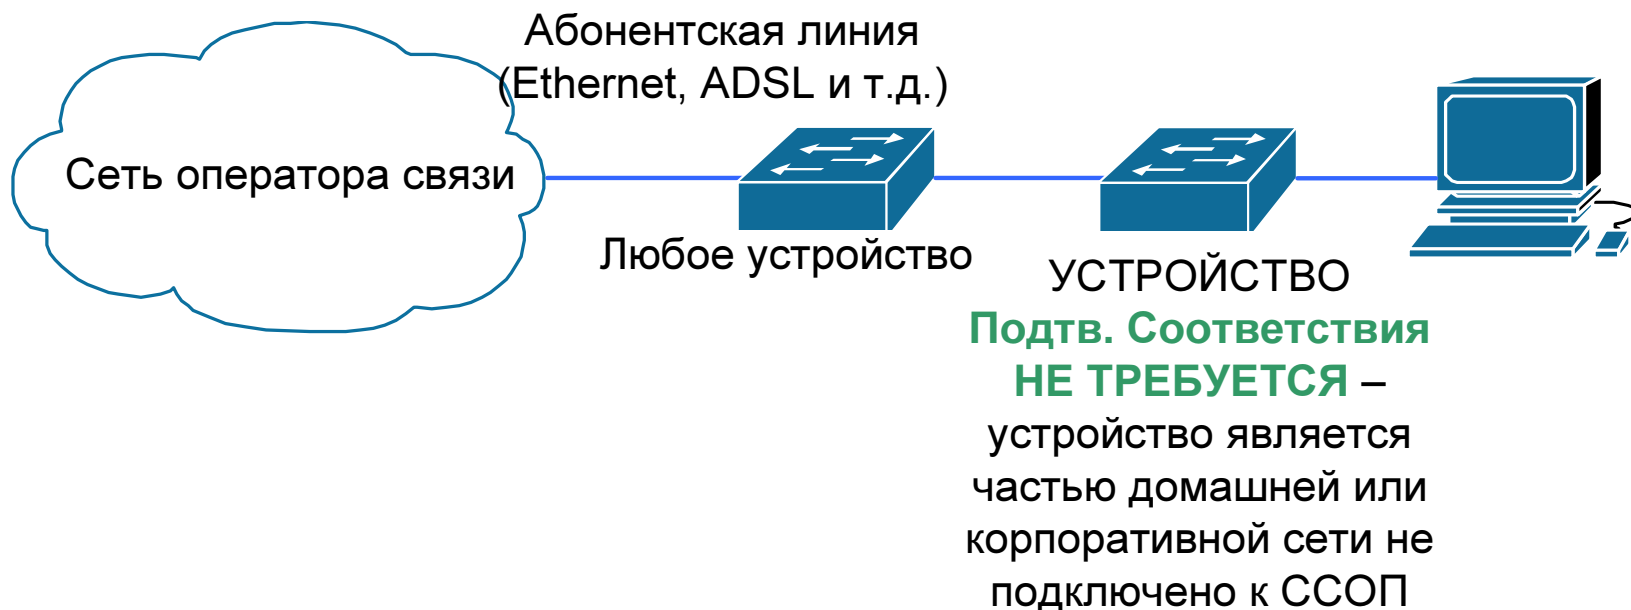 Абонентская линия
(Ethernet, ADSL и т.д.)
Сеть оператора связи
Любое устройство
УСТРОЙСТВО
Подтв. Соответствия
НЕ ТРЕБУЕТСЯ –
устройство является
частью домашней или
корпоративной сети не
подключено к ССОП